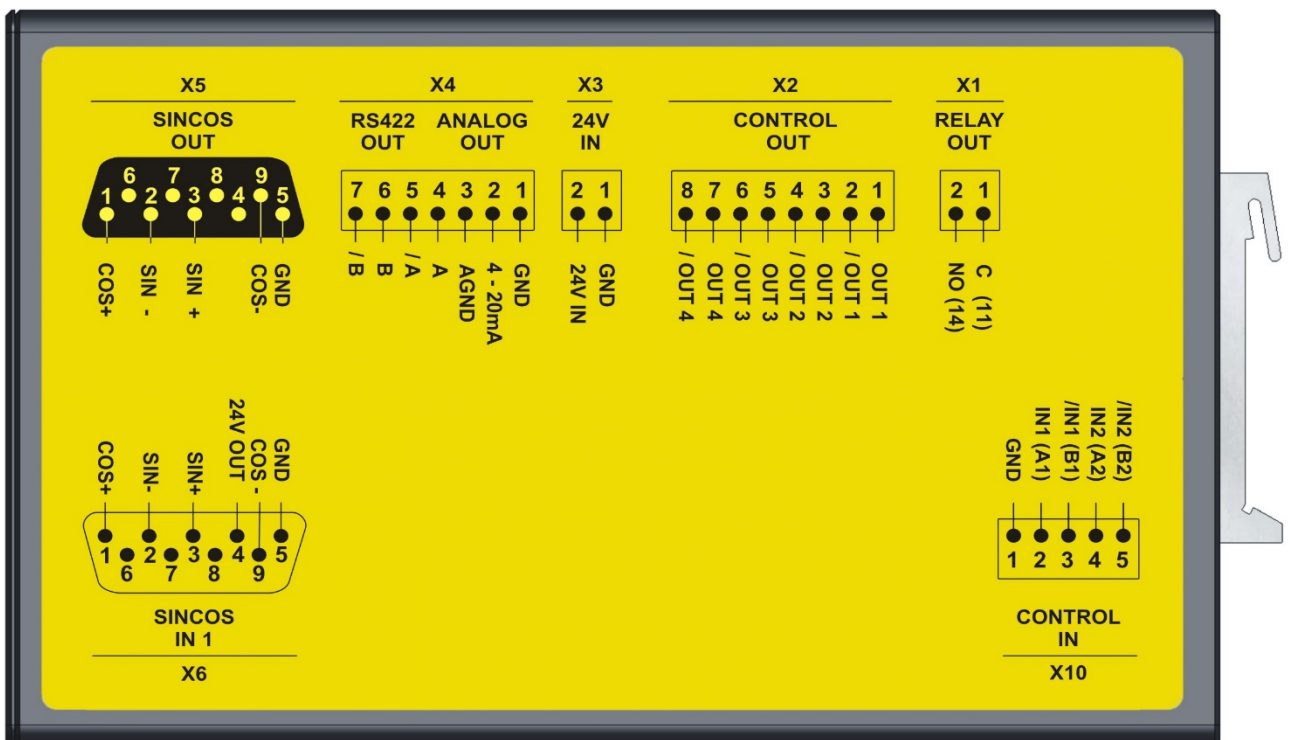 X5
SINCOS
OUT
6 7 8 9
1 2 3 4 5
COS+
SIN -
SIN +
COS-
GND
X4
RS422 ANALOG
OUT OUT
7 6 5 4 3 2 1
/ B
B
/ A
A
AGND
4 - 20mA
GND
X3
24V
IN
2 1
24V IN
GND
X2
CONTROL
OUT
8 7 6 5 4 3 2 1
/ OUT 4
OUT 4
/ OUT 3
OUT 3
/ OUT 2
OUT 2
/ OUT 1
OUT 1
X1
RELAY
OUT
2 1
NO (14)
C (11)
COS+
SIN-
SIN+
24V OUT
COS -
GND
1 2 3 4 5
6 7 8 9
SINCOS
IN 1
X6
GND
IN1 (A1)
/IN1 (B1)
IN2 (A2)
/IN2 (B2)
1 2 3 4 5
CONTROL
IN
X10